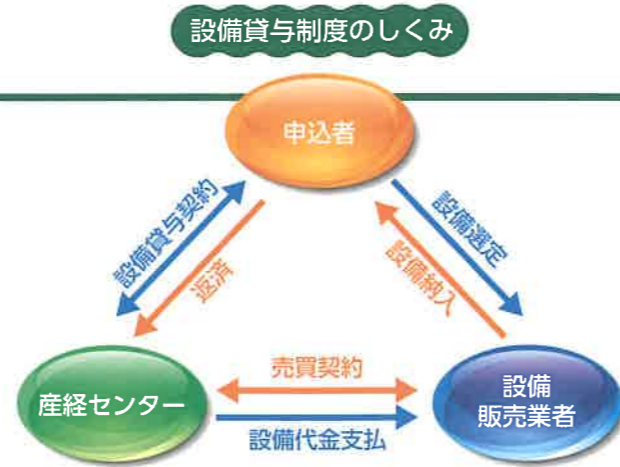 設備貸与制度のしくみ
申込者
設備貸与契約
返済
設備選定
設備納入
産経センター
売買契約
設備代金支払
設備
販売業者